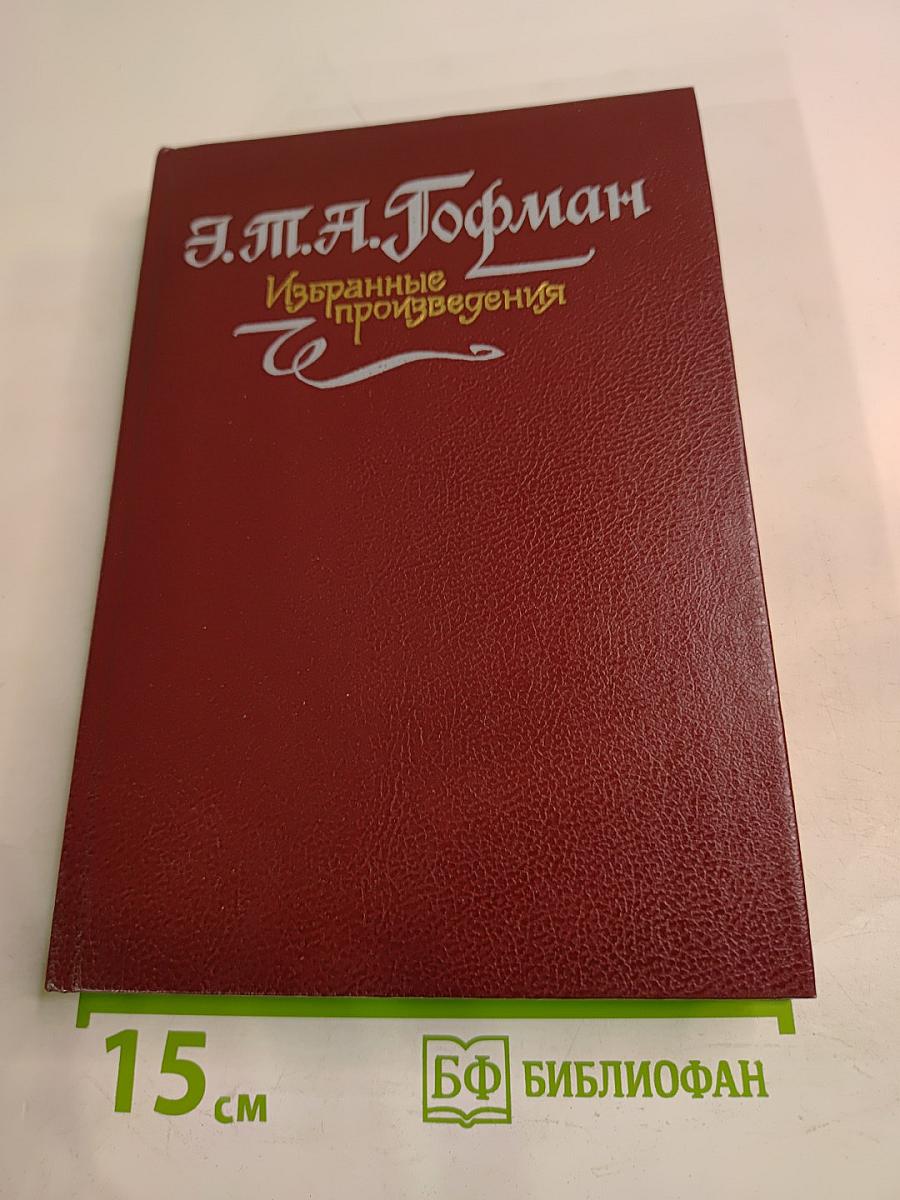 Э.Т.А.Гофман
Избранные
произведения
15 см
БФ БИБЛИОФАН